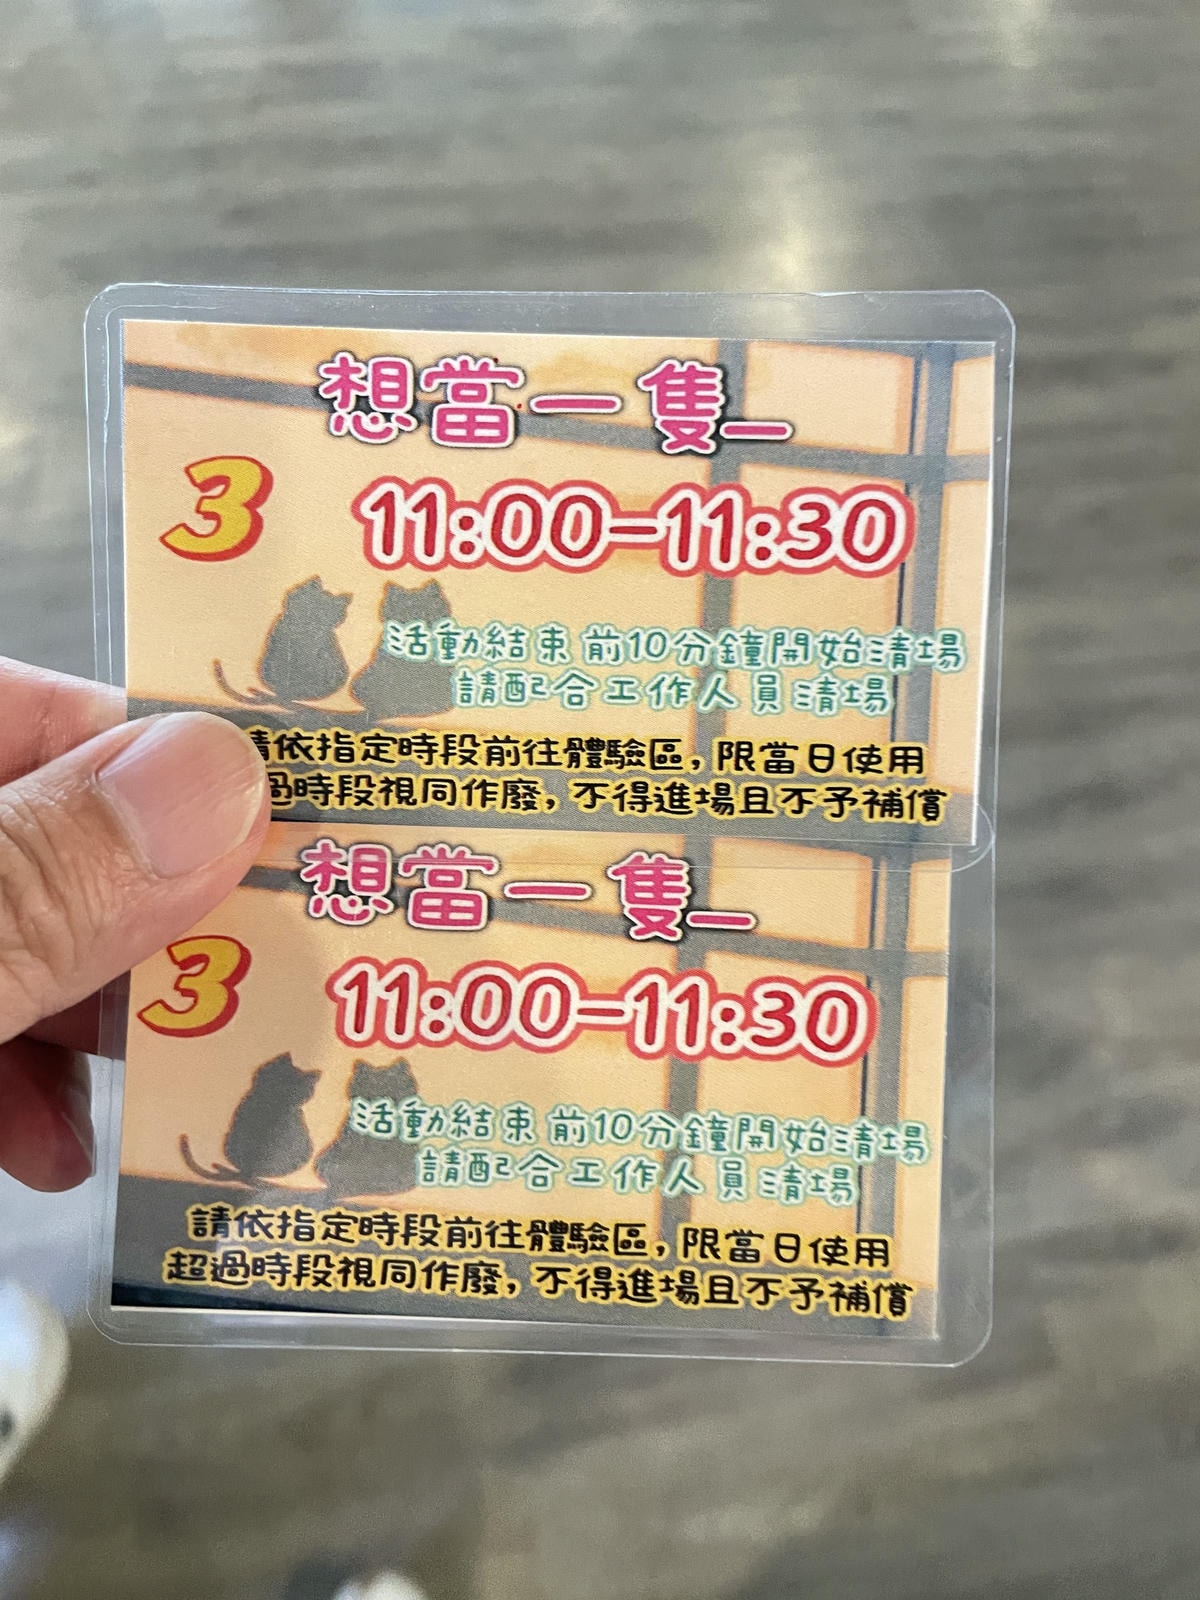 想當一隻_
3
11:00-11:30
活動結束前10分鐘開始清場
請配合工作人員清場
請依指定時段前往體驗區,限當日使用
過時段視同作廢,不得進場且不予補償
想當一隻_
3
11:00-11:30
活動結束前10分鐘開始清場
請配合工作人員清場
請依指定時段前往體驗區,限當日使用
超過時段視同作廢,不得進場且不予補償